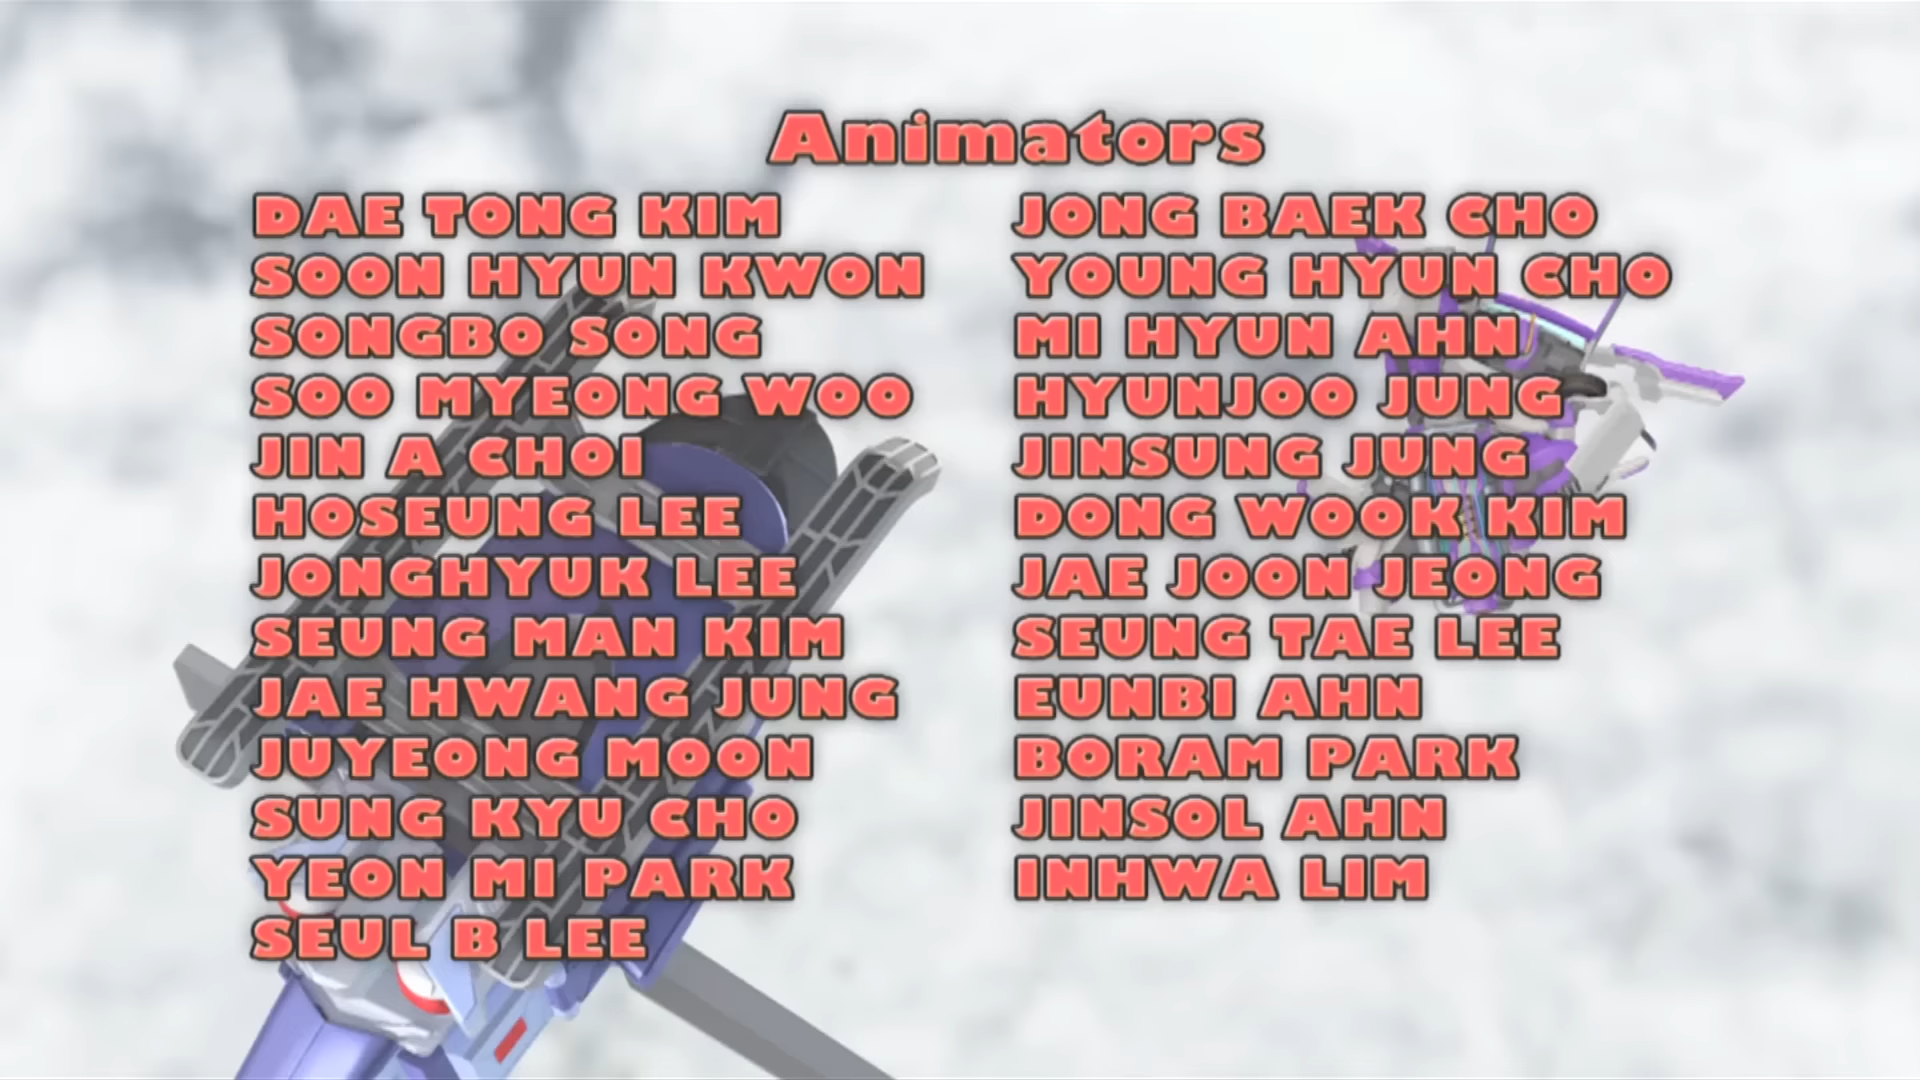 Animators
DAE TONG KIM
SOON HYUN KWON
SONGBO SONG
SOO MYEONG WOO
JIN A CHOI
HOSEUNG LEE
JONGHYUK LEE
SEUNG MAN KIM
JAE HWANG JUNG
JUYEONG MOON
SUNG KYU CHO
YEON MI PARK
SEUL B LEE
JONG BAEK CHO
YOUNG HYUN CHO
MI HYUN AHN
HYUNJOO JUNG
JINSUNG JUNG
DONG WOOK KIM
JAE JOON JEONG
SEUNG TAE LEE
EUNBI AHN
BORAM PARK
JINSOL AHN
INHWA LIM